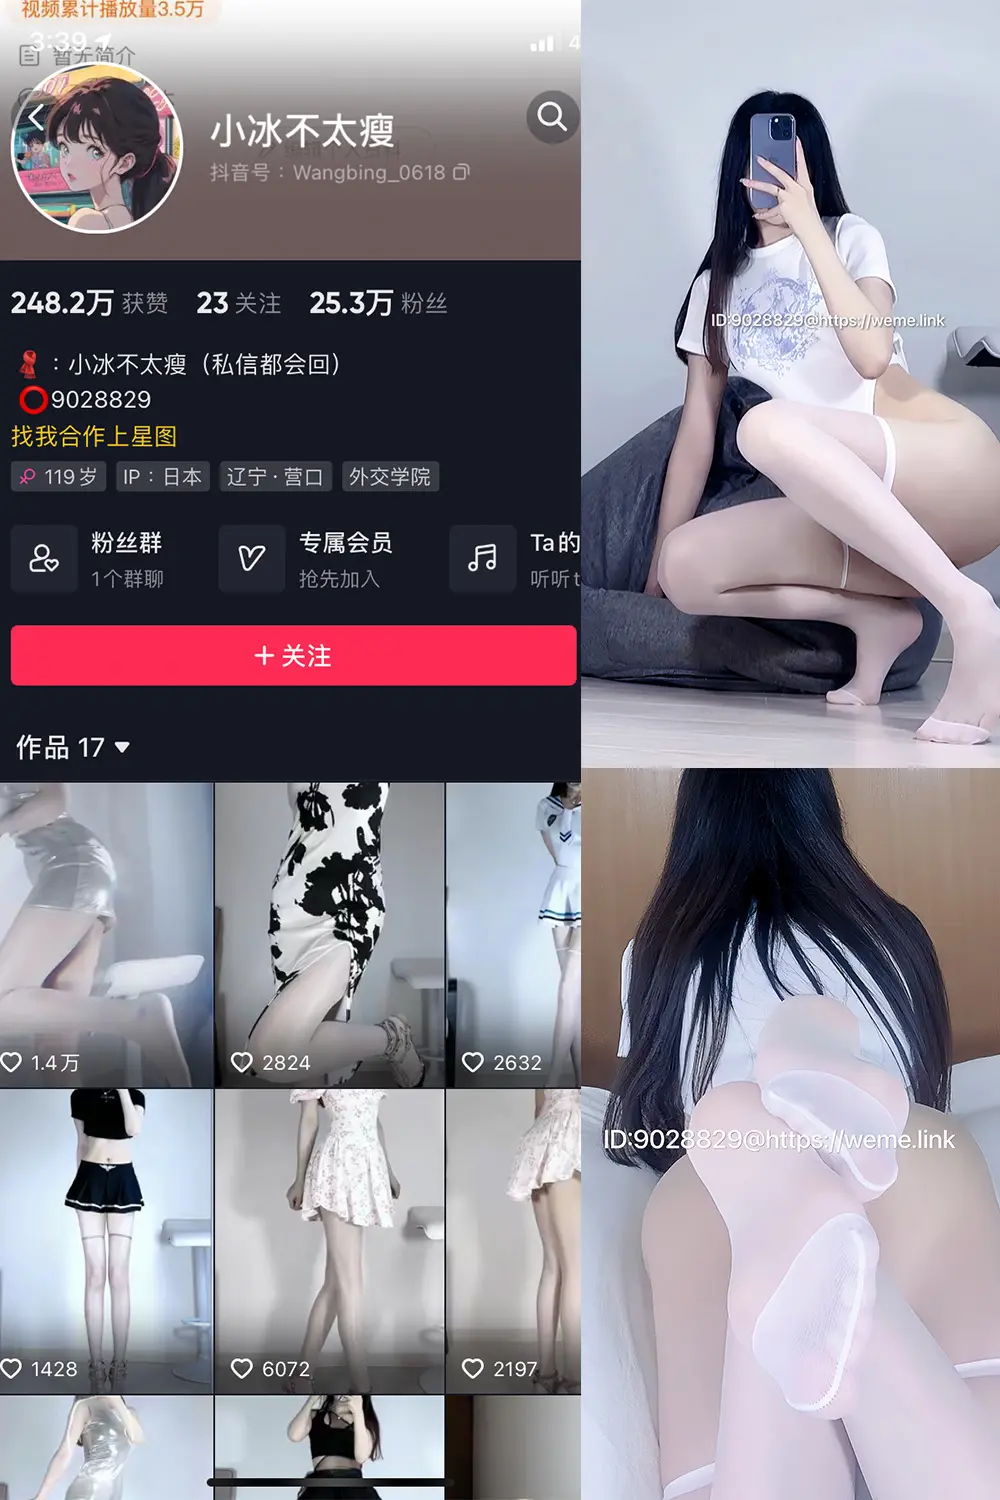 视频累计播放量3.5万
3:39
4
暂无简介
小冰不太瘦
抖音号：Wangbing_0618
248.2万 获赞 23 关注 25.3万 粉丝
：小冰不太瘦（私信都会回）
9028829
找我合作上星图
119岁 IP：日本 辽宁·营口 外交学院
粉丝群 专属会员 Ta的
1个群聊 抢先加入 听听t
+ 关注
作品 17
1.4万 2824 2632
1428 6072 2197
ID:9028829@https://weme.link
ID:9028829@https://weme.link